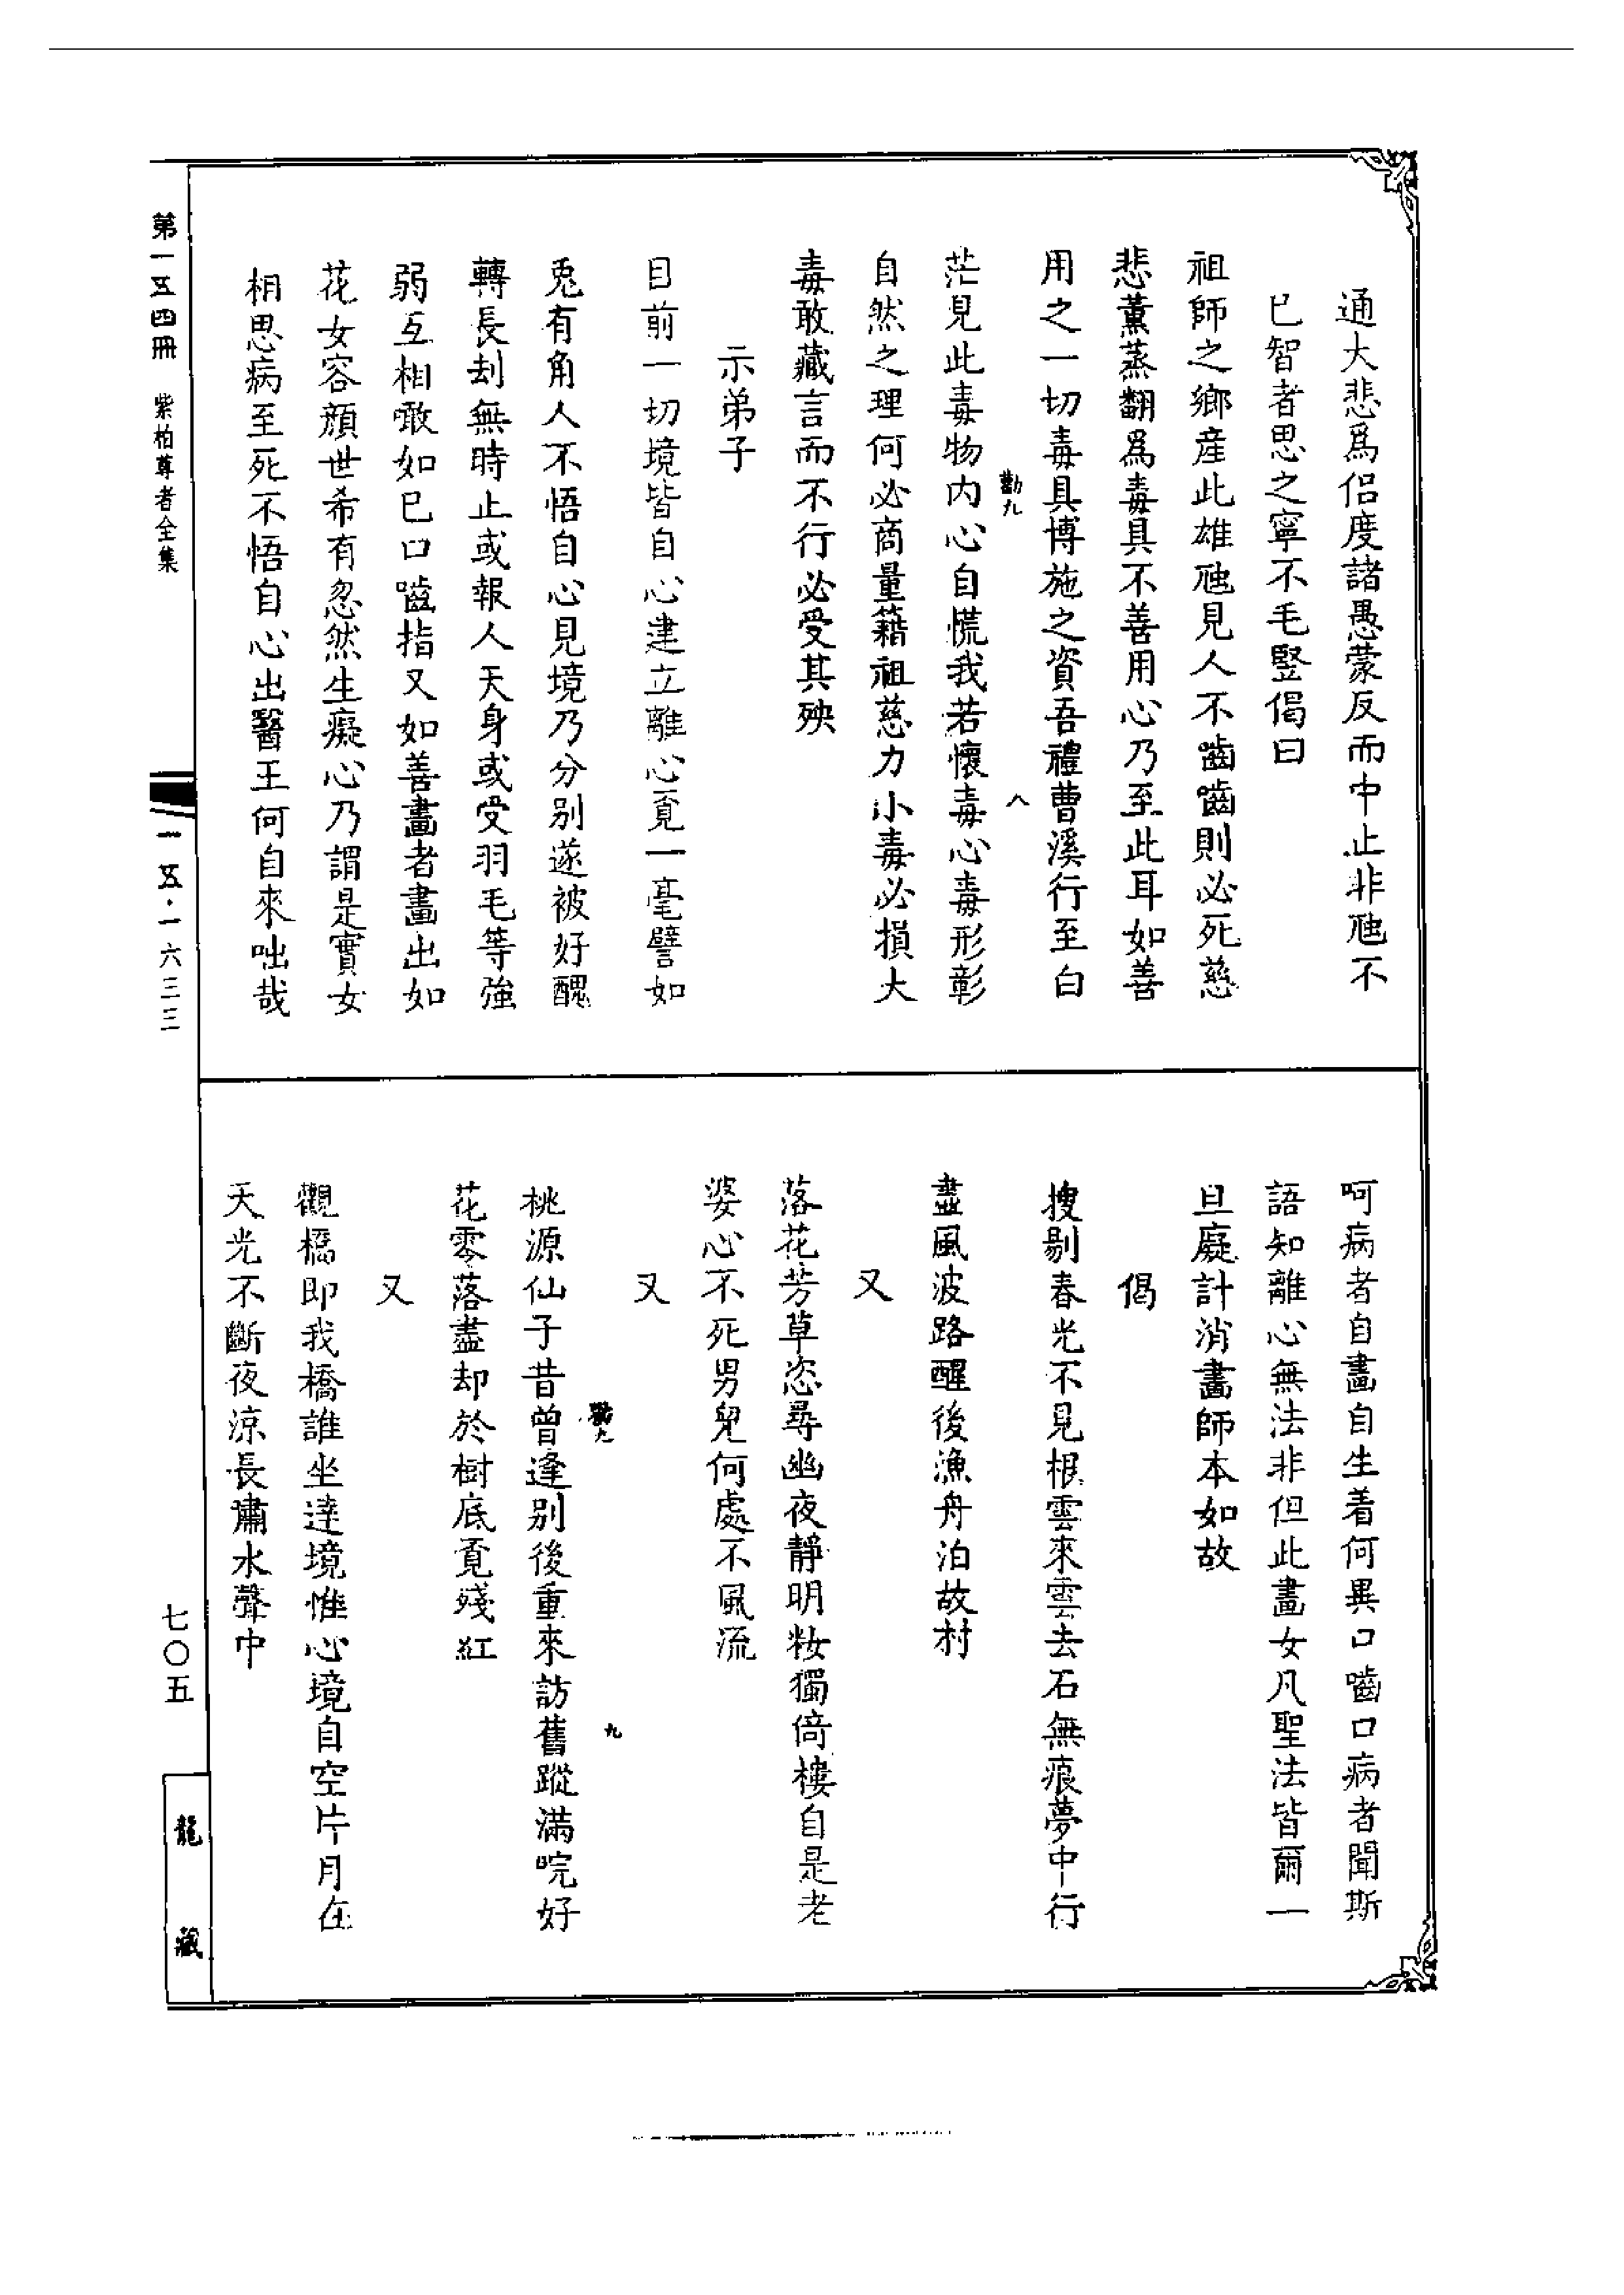 通大悲爲侶度諸愚蒙反而中止非虺不
已智者思之寧不毛竪偈曰
祖師之鄉產此雄虺見人不嚙嚙則必死慈
悲薰蒸翻爲毒具不善用心乃至此耳如善
用之一切毒具博施之資吾禮曹溪行至白
勸九
八
茫見此毒物内心自慌我若懷毒心毒形彰
自然之理何必商量籍祖慈力小毒必損大
毒敢藏言而不行必受其殃
示弟子
目前一切境皆自心建立離心覔一毫譬如
兎有角人不悟自心見境乃分别遂被好醜
轉長刦無時止或報人天身或受羽毛等強
弱互相噉如已口嚙指又如善畫者畫出如
花女容顏世希有忽然生癡心乃謂是實女
相思病至死不悟自心出醫王何自來咄哉
呵病者自畫自生着何異口嚙口病者聞斯
語知離心無法非但此畫女凡聖法皆爾一
旦癡計消畫師本如故
偈
搜剔春光不見根雲來雲去石無痕夢中行
盡風波路醒後漁舟泊故村
又
落花芳草恣尋幽夜靜明粧獨倚樓自是老
婆心不死男兒何處不風流
又
勸九
九
桃源仙子昔曾逢别後重來訪舊蹤滿晥好
花零落盡却於樹底覔殘紅
又
觀橋即我橋誰坐達境惟心境自空片月在
天光不斷夜涼長嘯水聲中
第一五四冊 紫柏尊者全集
一五·一六三三
七〇五
龍藏